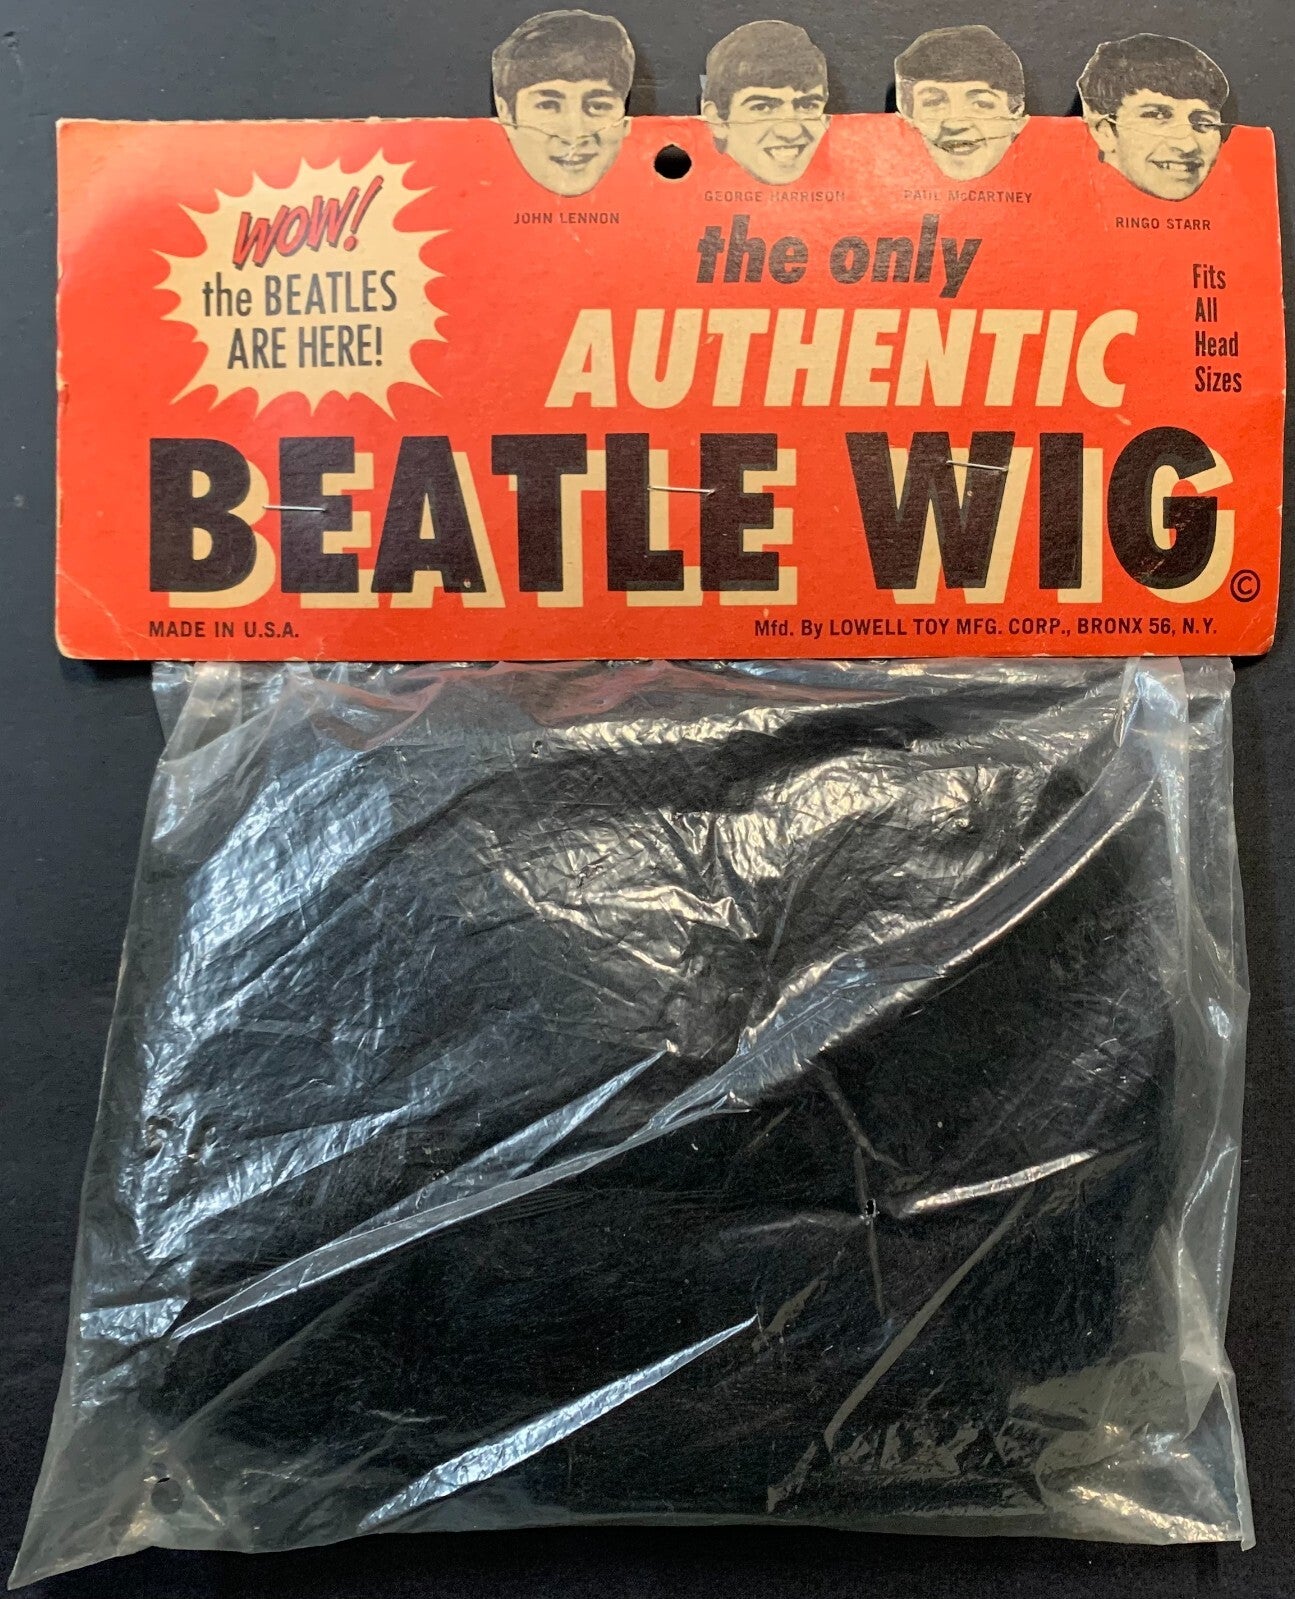 JOHN LENNON
GEORGE HARRISON
PAUL McCARTNEY
RINGO STARR
WOW!
the BEATLES
ARE HERE!
the only
AUTHENTIC
BEATLE WIG ©
Fits
All
Head
Sizes
MADE IN U.S.A.
Mfd. By LOWELL TOY MFG. CORP., BRONX 56, N.Y.